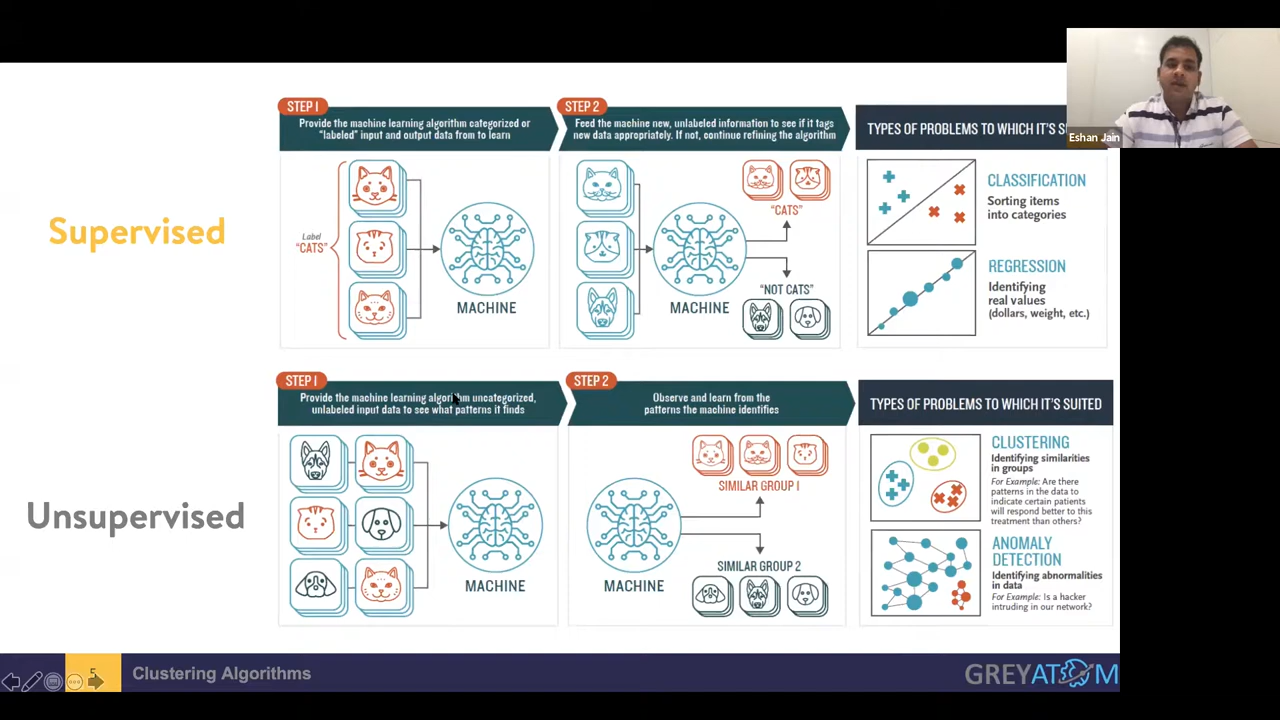 Supervised
STEP 1
Provide the machine learning algorithm categorized or
"labeled" input and output data from to learn
Label
"CATS"
MACHINE
STEP 2
Feed the machine new, unlabeled information to see if it tags
new data appropriately. If not, continue refining the algorithm
MACHINE
"CATS"
"NOT CATS"
TYPES OF PROBLEMS TO WHICH IT'S
CLASSIFICATION
Sorting items
into categories
REGRESSION
Identifying
real values
(dollars, weight, etc.)
Eshan Jain
Unsupervised
STEP 1
Provide the machine learning algorithm uncategorized,
unlabeled input data to see what patterns it finds
MACHINE
STEP 2
Observe and learn from the
patterns the machine identifies
MACHINE
SIMILAR GROUP 1
SIMILAR GROUP 2
TYPES OF PROBLEMS TO WHICH IT'S SUITED
CLUSTERING
Identifying similarities
in groups
For Example: Are there
patterns in the data to
indicate certain patients
will respond better to this
treatment than others?
ANOMALY
DETECTION
Identifying abnormalities
in data
For Example: Is a hacker
intruding in our network?
5
Clustering Algorithms
GREYATOM